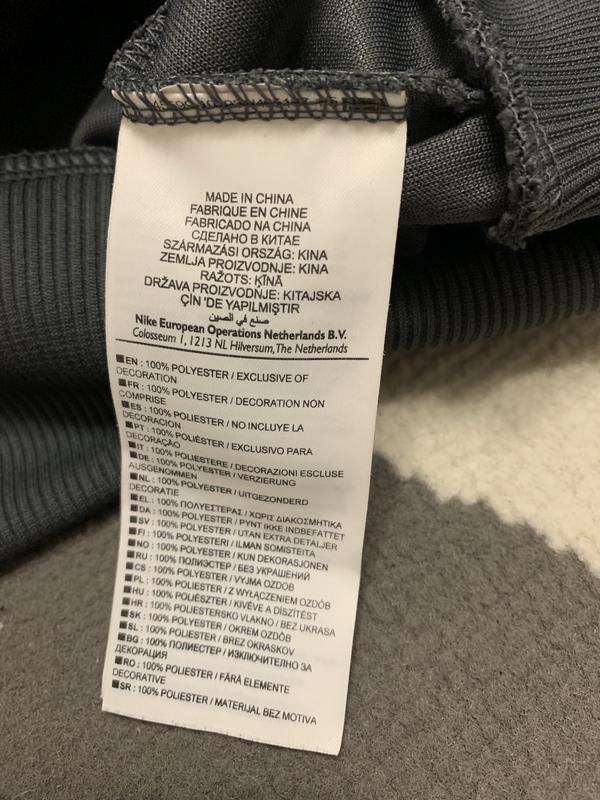 MADE IN CHINA
FABRIQUE EN CHINE
FABRICADO NA CHINA
СДЕЛАНО В КИТАЕ
SZÁRMAZÁSI ORSZÁG: KINA
ZEMLJA PROIZVODNJE: KINA
RAŽOTS: ĶĪNĀ
DRŽAVA PROIZVODNJE: KITAJSKA
ÇİN 'DE YAPILMIŞTIR
صنع في الصين
Nike European Operations Netherlands B.V.
Colosseum 1, 1213 NL Hilversum, The Netherlands
EN : 100% POLYESTER / EXCLUSIVE OF
DECORATION
FR : 100% POLYESTER / DECORATION NON
COMPRISE
ES : 100% POLIESTER / NO INCLUYE LA
DECORACION
PT : 100% POLIÉSTER / EXCLUSIVO PARA
DECORAÇÃO
IT : 100% POLIESTERE / DECORAZIONI ESCLUSE
DE : 100% POLYESTER / VERZIERUNG
AUSGENOMMEN
NL : 100% POLYESTER / UITGEZONDERD
DECORATIE
EL : 100% ΠΟΛΥΕΣΤΕΡΑΣ / ΧΩΡΙΣ ΔΙΑΚΟΣΜΗΤΙΚΑ
DA : 100% POLYESTER / PYNT IKKE INDBEFATTET
SV : 100% POLYESTER / UTAN EXTRA DETALJER
FI : 100% POLYESTERI / ILMAN SOMISTEITA
NO : 100% POLYESTER / KUN DEKORASJONEN
RU : 100% ПОЛИЭСТЕР / БЕЗ УКРАШЕНИЙ
CS : 100% POLYESTER / VYJMA OZDOB
PL : 100% POLIESTER / Z WYŁĄCZENIEM OZDÓB
HU : 100% POLIÉSZTER / KIVÉVE A DÍSZÍTÉST
HR : 100% POLIESTERSKO VLAKNO / BEZ UKRASA
SK : 100% POLYESTER / OKREM OZDÔB
SL : 100% POLIESTER / BREZ OKRASKOV
BG : 100% ПОЛИЕСТЕР / ИЗКЛЮЧИТЕЛНО ЗА
ДЕКОРАЦИЯ
RO : 100% POLIESTER / FĂRĂ ELEMENTE
DECORATIVE
SR : 100% POLIESTER / MATERIJAL BEZ MOTIVA